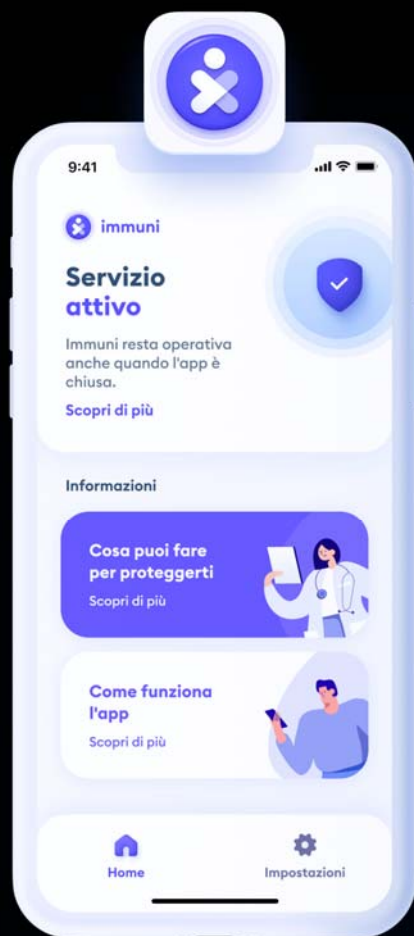 9:41
immuni
Servizio
attivo
Immuni resta operativa
anche quando l'app è
chiusa.
Scopri di più
Informazioni
Cosa puoi fare
per proteggerti
Scopri di più
Come funziona
l'app
Scopri di più
Home
Impostazioni